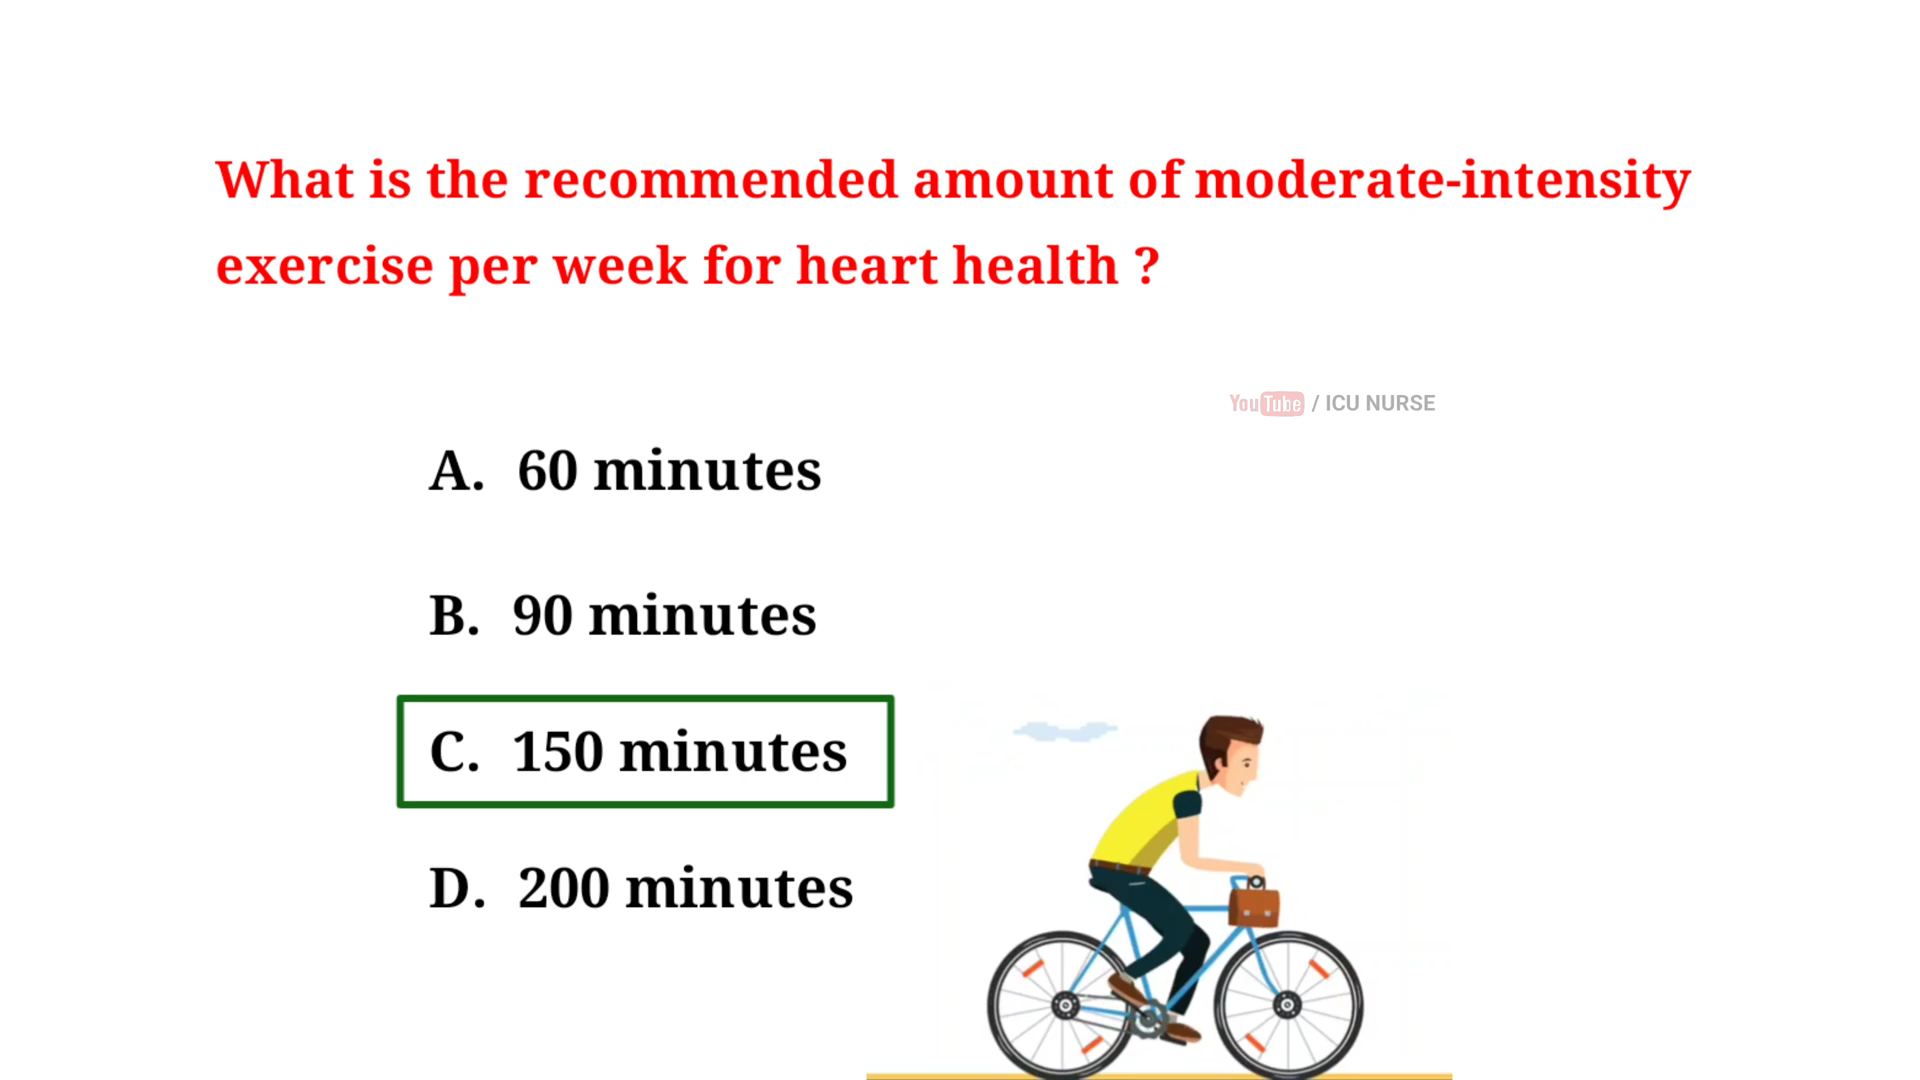 What is the recommended amount of moderate-intensity
exercise per week for heart health ?
YouTube / ICU NURSE
A. 60 minutes
B. 90 minutes
C. 150 minutes
D. 200 minutes